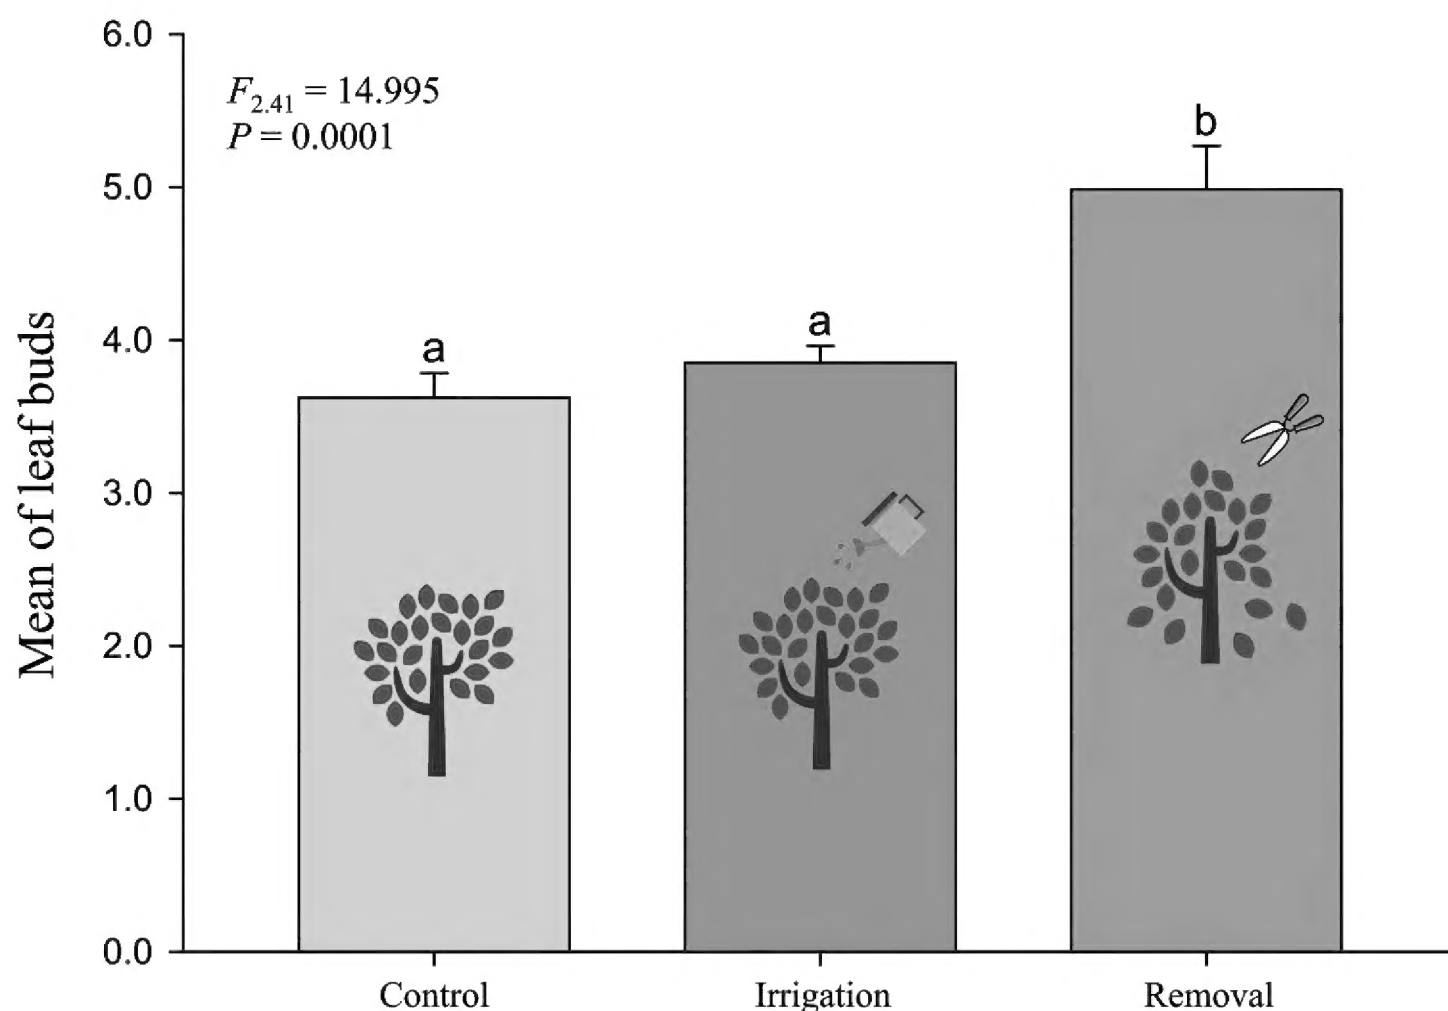 6.0
F2.41 = 14.995
P = 0.0001
b
5.0
a
a
4.0
Mean of leaf buds
3.0
2.0
1.0
0.0
Control Irrigation Removal